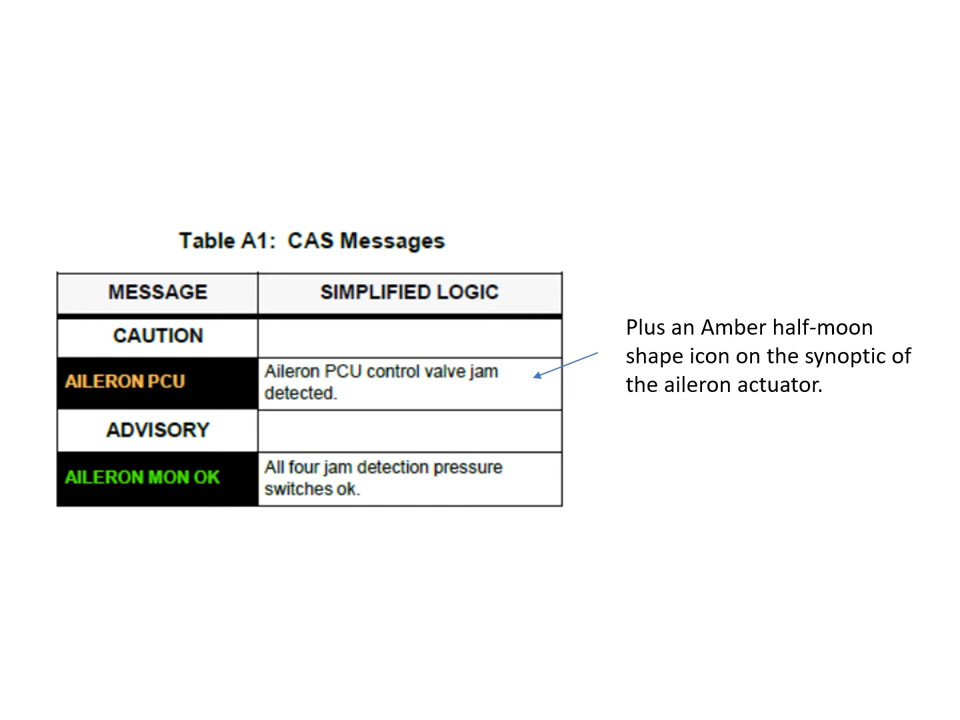 Table A1: CAS Messages
MESSAGE
SIMPLIFIED LOGIC
CAUTION
AILERON PCU
Aileron PCU control valve jam
detected.
ADVISORY
AILERON MON OK
All four jam detection pressure
switches ok.
Plus an Amber half-moon
shape icon on the synoptic of
the aileron actuator.